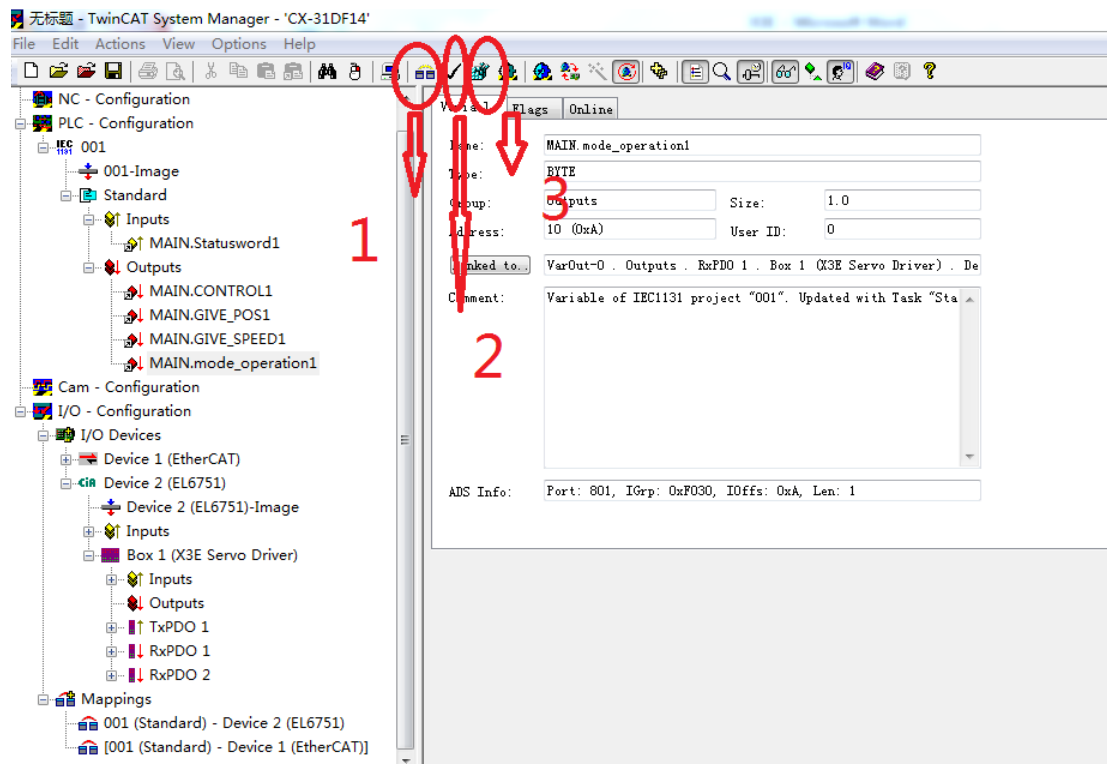 无标题 - TwinCAT System Manager - 'CX-31DF14'
File Edit Actions View Options Help
NC - Configuration
PLC - Configuration
001
001-Image
Standard
Inputs
MAIN.Statusword1
Outputs
MAIN.CONTROL1
MAIN.GIVE_POS1
MAIN.GIVE_SPEED1
MAIN.mode_operation1
Cam - Configuration
I/O - Configuration
I/O Devices
Device 1 (EtherCAT)
CiA Device 2 (EL6751)
Device 2 (EL6751)-Image
Inputs
Box 1 (X3E Servo Driver)
Inputs
Outputs
TxPDO 1
RxPDO 1
RxPDO 2
Mappings
001 (Standard) - Device 2 (EL6751)
[001 (Standard) - Device 1 (EtherCAT)]
1
2
3
Flags Online
MAIN.mode_operation1
BYTE
Outputs Size: 1.0
10 (0xA) User ID: 0
VarOut-0 . Outputs . RxPDO 1 . Box 1 (X3E Servo Driver) . De
Comment: Variable of IEC1131 project "001". Updated with Task "Sta
ADS Info: Port: 801, IGrp: 0xF030, IOffs: 0xA, Len: 1